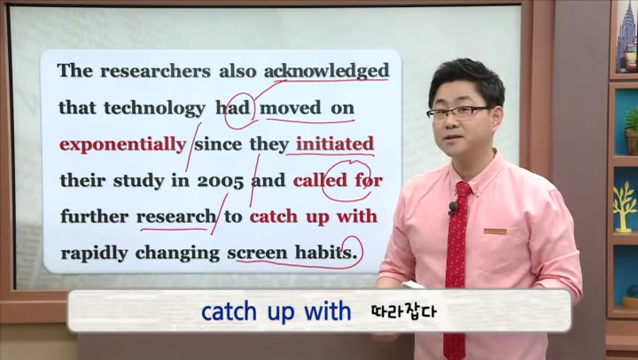 The researchers also acknowledged
that technology had moved on
exponentially since they initiated
their study in 2005 and called for
further research to catch up with
rapidly changing screen habits.
catch up with 따라잡다